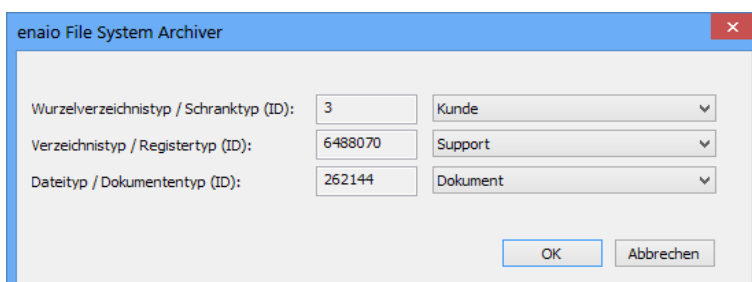 enaio File System Archiver
Wurzelverzeichnistyp / Schranktyp (ID): 3 Kunde
Verzeichnistyp / Registertyp (ID): 6488070 Support
Dateityp / Dokumententyp (ID): 262144 Dokument
OK Abbrechen